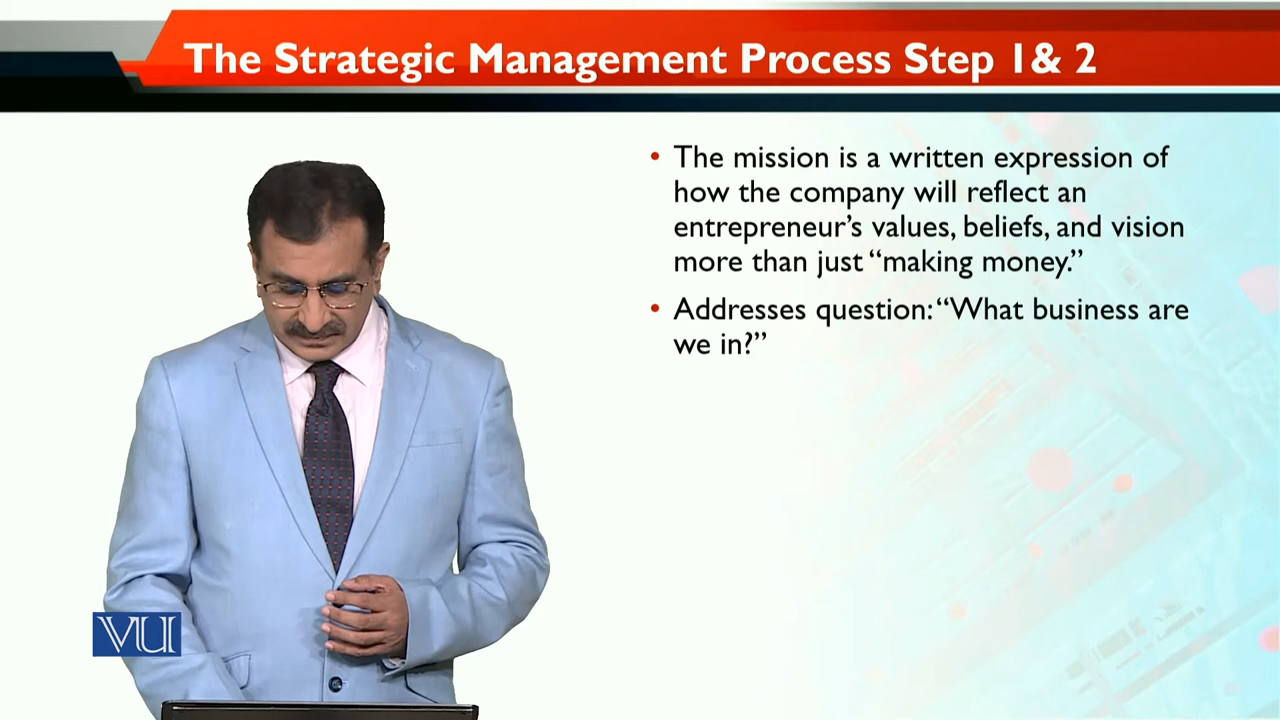 The Strategic Management Process Step 1& 2
• The mission is a written expression of
how the company will reflect an
entrepreneur’s values, beliefs, and vision
more than just “making money.”
• Addresses question: “What business are
we in?”
VU